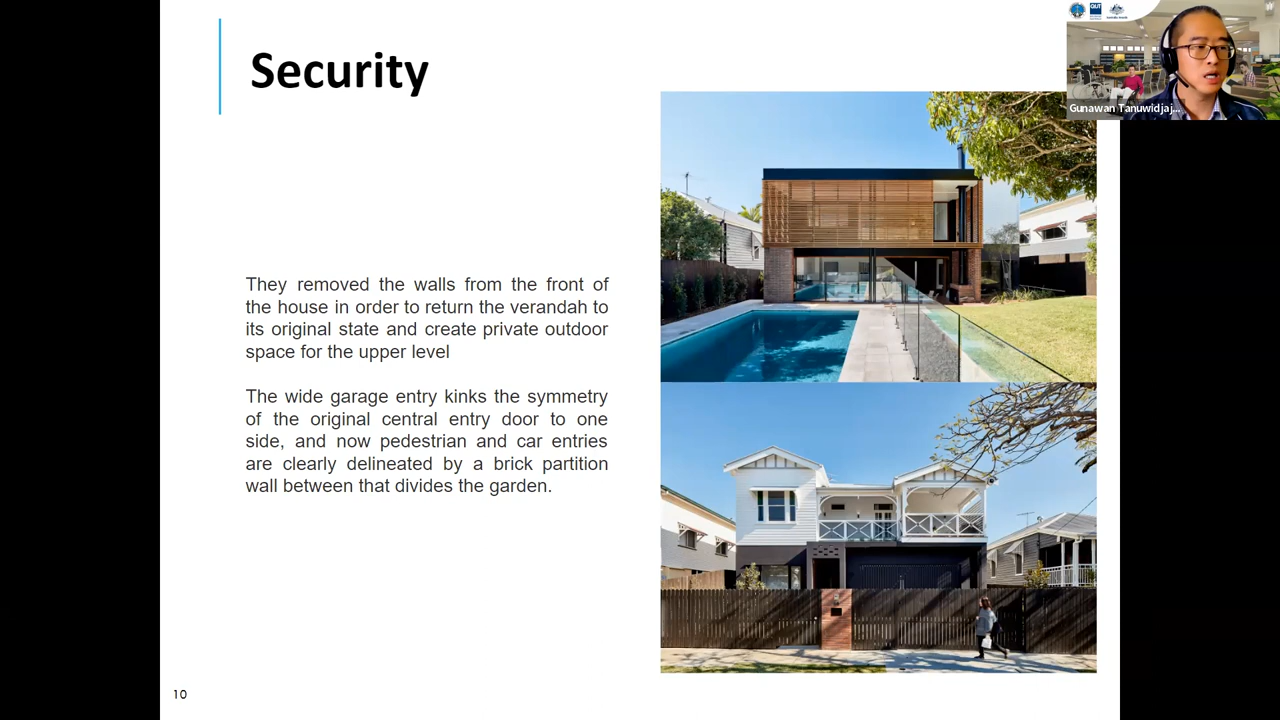 Security
They removed the walls from the front of
the house in order to return the verandah to
its original state and create private outdoor
space for the upper level
The wide garage entry kinks the symmetry
of the original central entry door to one
side, and now pedestrian and car entries
are clearly delineated by a brick partition
wall between that divides the garden.
10
QUT
Gunawan Tanuwidjaj...